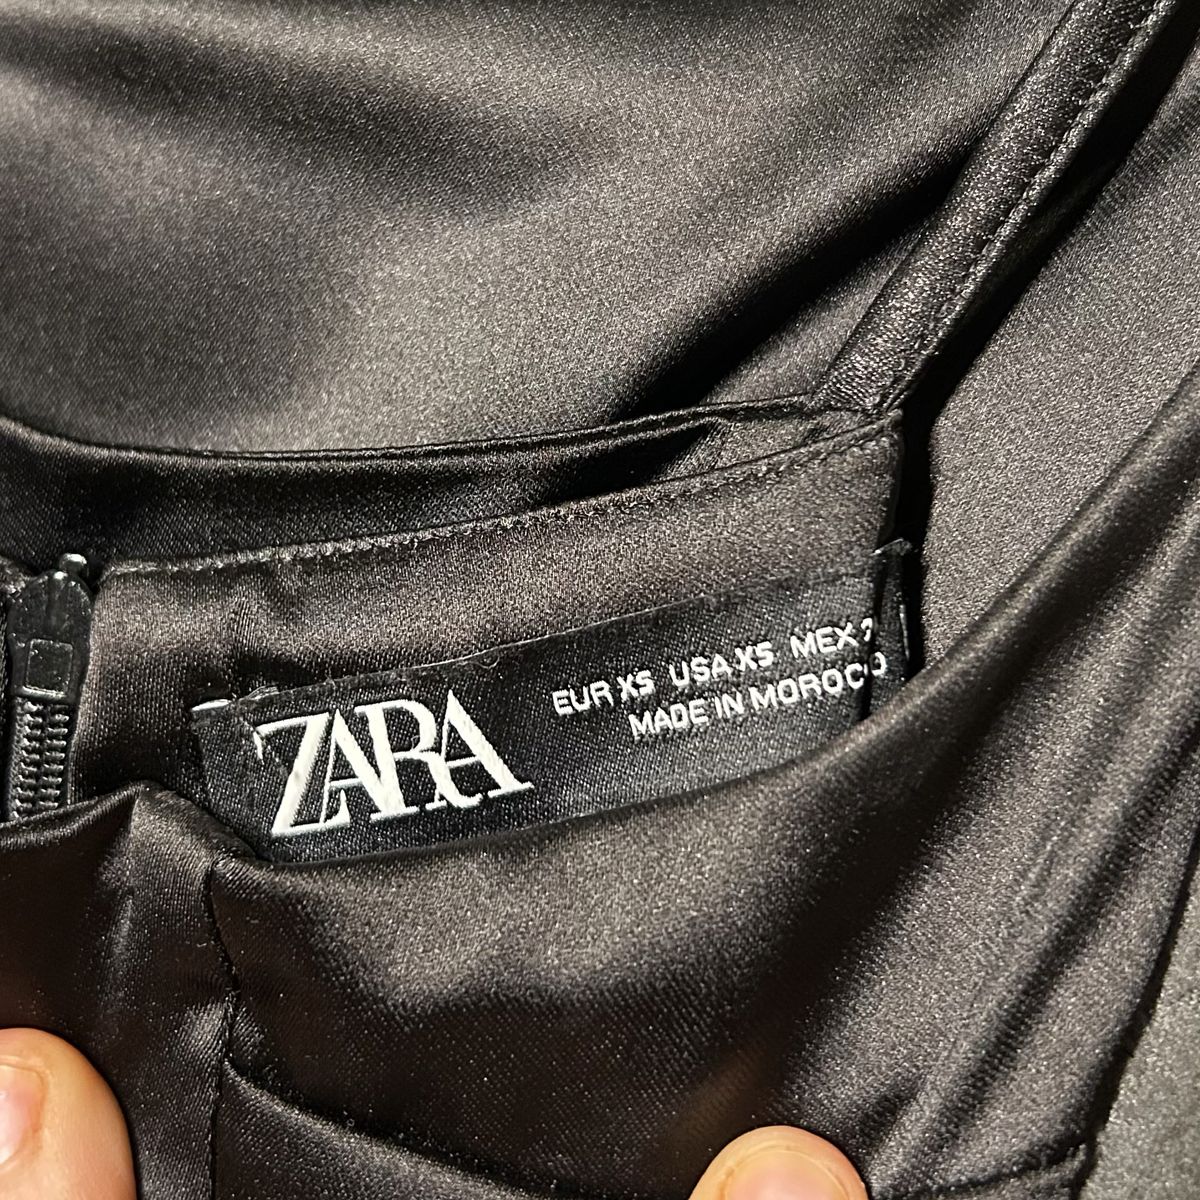 ZARA
EUR XS USA XS MEX
MADE IN MOROCCO